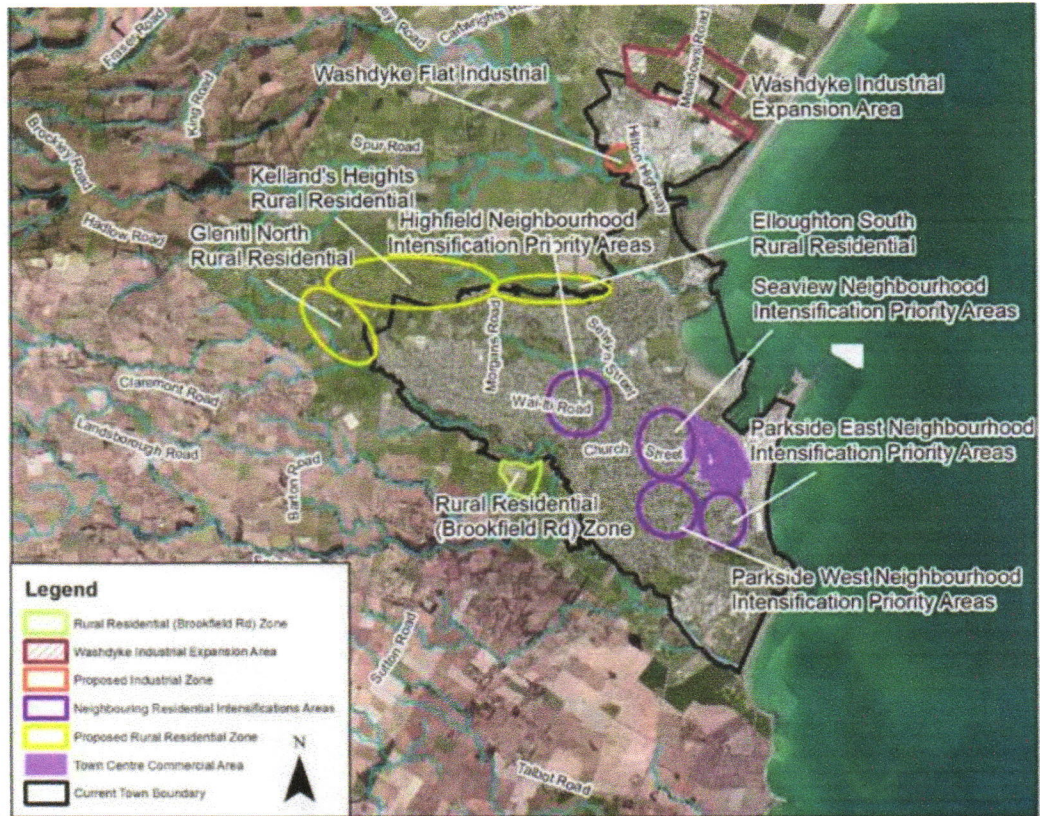 Fraser Road
King Road
Cartwrights
Washdyke Flat Industrial
Meadows Road
Washdyke Industrial
Expansion Area
Brockley Road
Spur Road
Hilton Highway
Kelland's Heights
Rural Residential
Hadlow Road
Gleniti North
Rural Residential
Highfield Neighbourhood
Intensification Priority Areas
Elloughton South
Rural Residential
Seaview Neighbourhood
Intensification Priority Areas
Morgans Road
Selwyn Street
Claremont Road
Wai-iti Road
Landsborough Road
Church Street
Parkside East Neighbourhood
Intensification Priority Areas
Barton Road
Rural Residential
(Brookfield Rd) Zone
Parkside West Neighbourhood
Intensification Priority Areas
Sutton Road
Talbot Road
Legend
Rural Residential (Brookfield Rd) Zone
Washdyke Industrial Expansion Area
Proposed Industrial Zone
Neighbouring Residential Intensifications Areas
Proposed Rural Residential Zone
Town Centre Commercial Area
Current Town Boundary
N